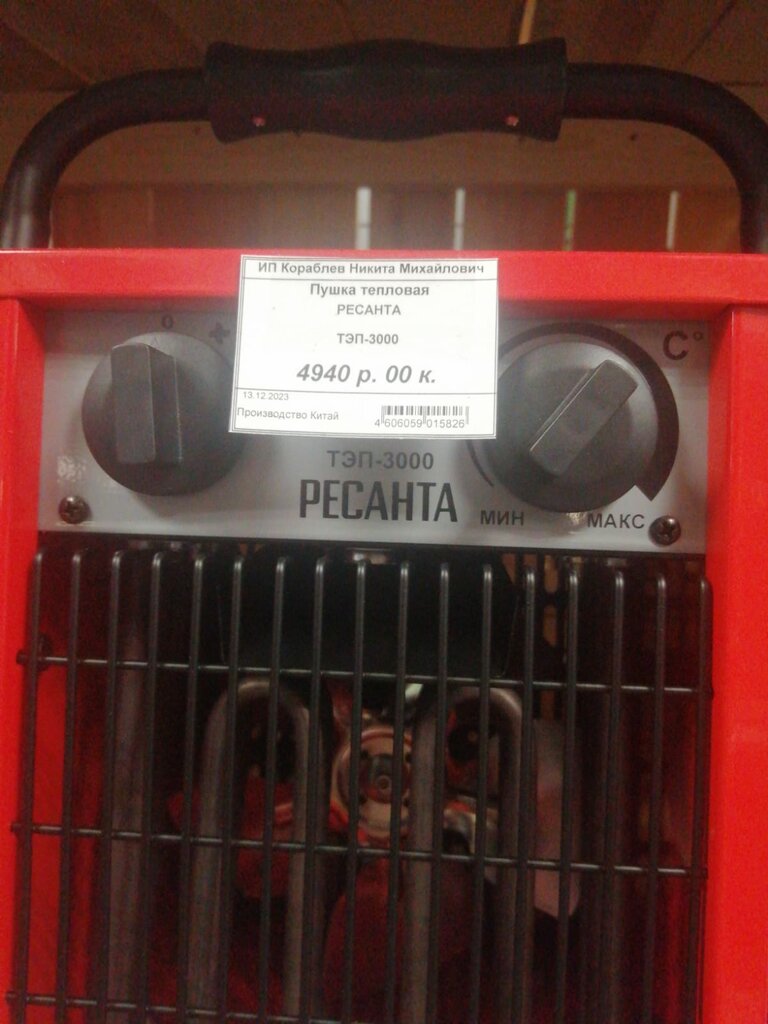 ИП Кораблев Никита Михайлович
Пушка тепловая
РЕСАНТА
ТЭП-3000
4940 р. 00 к.
13.12.2023
Производство Китай
4 606059 015826
0
+
С°
ТЭП-3000
РЕСАНТА
МИН
МАКС